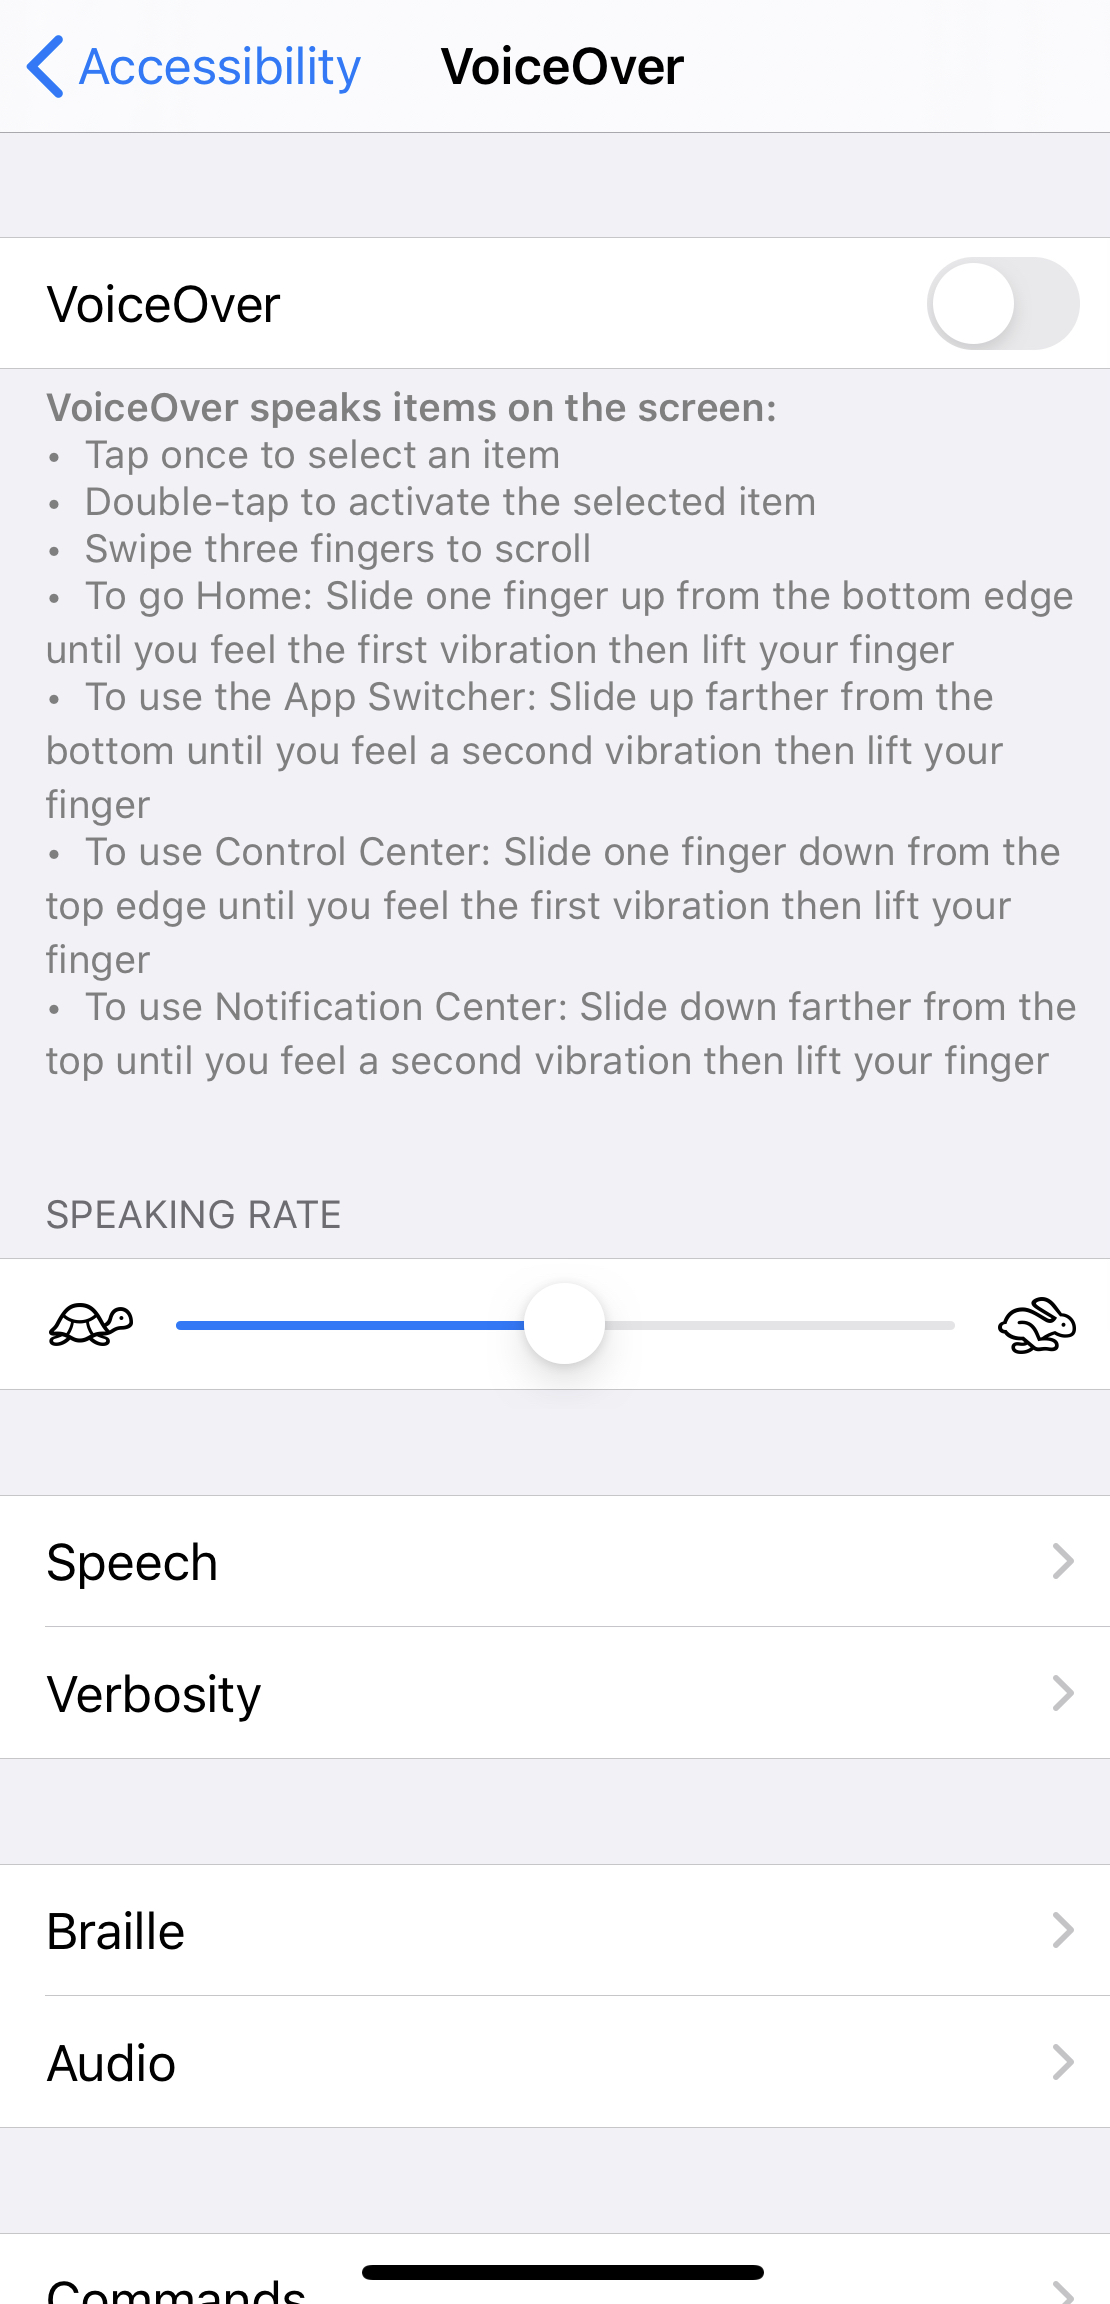 Accessibility VoiceOver
VoiceOver
VoiceOver speaks items on the screen:
• Tap once to select an item
• Double-tap to activate the selected item
• Swipe three fingers to scroll
• To go Home: Slide one finger up from the bottom edge
until you feel the first vibration then lift your finger
• To use the App Switcher: Slide up farther from the
bottom until you feel a second vibration then lift your
finger
• To use Control Center: Slide one finger down from the
top edge until you feel the first vibration then lift your
finger
• To use Notification Center: Slide down farther from the
top until you feel a second vibration then lift your finger
SPEAKING RATE
Speech
Verbosity
Braille
Audio
Commands